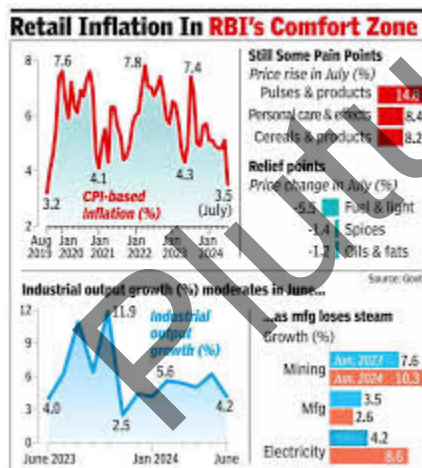 Retail Inflation In RBI's Comfort Zone
8
6
4
2
7.6
7.8
7.4
4.1
4.3
3.2
3.5
(July)
CPI-based
Inflation (%)
Aug 2019
Jan 2020
Jan 2021
Jan 2022
Jan 2023
Jan 2024
Still Some Pain Points
Price rise in July (%)
Pulses & products 14.8
Personal care & effects 8.4
Cereals & products 8.2
Relief points
Price change in July (%)
-5.5 Fuel & light
-1.4 Spices
-1.2 Oils & fats
Source: Govt
Industrial output growth (%) moderates in June...
12
9
6
3
0
11.9
Industrial
output
growth (%)
4.0
2.5
5.6
4.2
June 2023
Jan 2024
June
...as mfg loses steam
Growth (%)
Mining
Jun, 2023 7.6
Jun, 2024 10.3
Mfg
3.5
2.6
Electricity
4.2
8.6